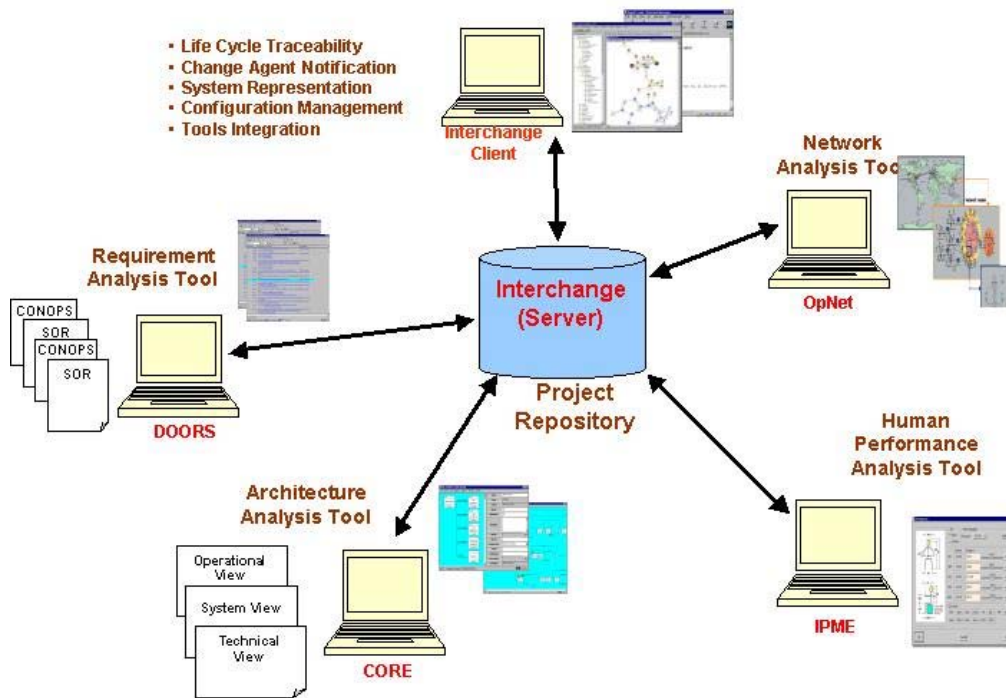 • Life Cycle Traceability
• Change Agent Notification
• System Representation
• Configuration Management
• Tools Integration
Interchange
Client
Network
Analysis Too
OpNet
Requirement
Analysis Tool
CONOPS
SOR
CONOPS
SOR
DOORS
Interchange
(Server)
Project
Repository
Human
Performance
Analysis Tool
IPME
Architecture
Analysis Tool
Operational
View
System View
Technical
View
CORE